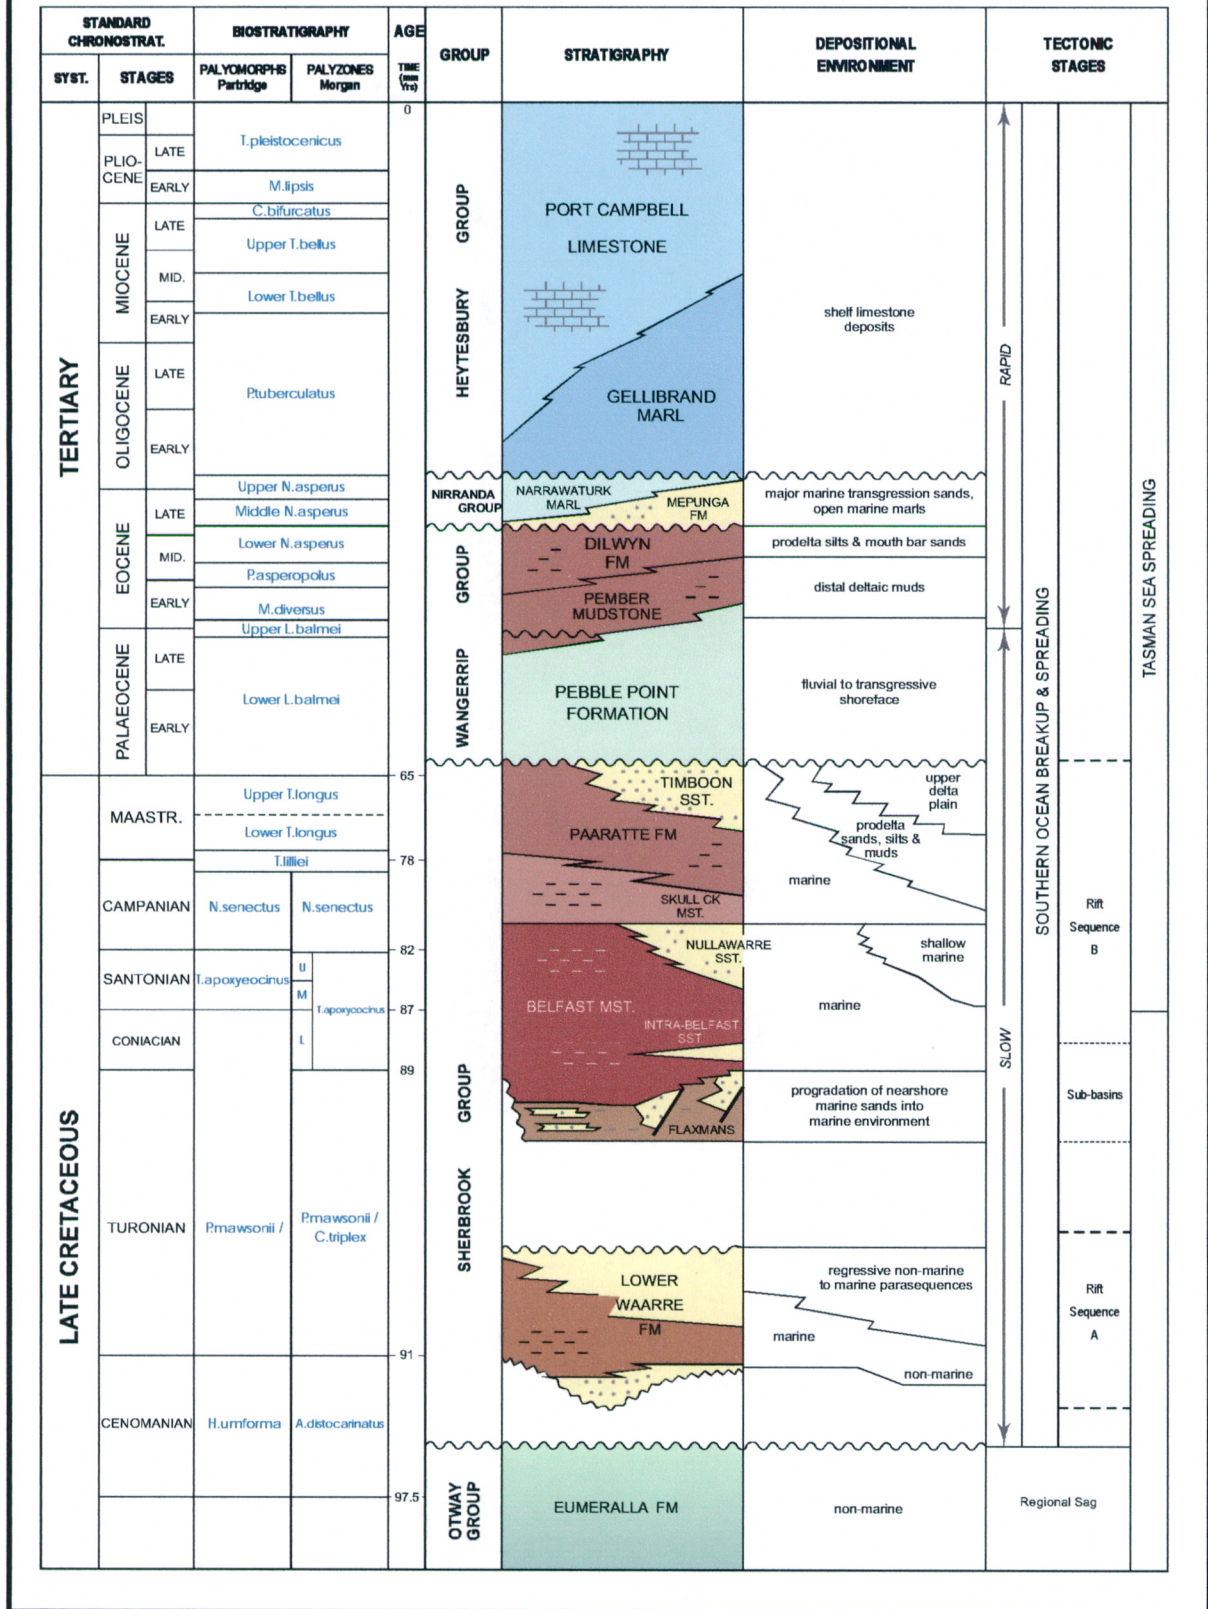 STANDARD
CHRONOSTRAT.
BIOSTRATIGRAPHY
AGE
GROUP
STRATIGRAPHY
DEPOSITIONAL
ENVIRONMENT
TECTONIC
STAGES
SYST.
STAGES
PALYOMORPHS
Partridge
PALYZONES
Morgan
TIME
(mm
Yrs)
TERTIARY
PLEIS
PLIO-
CENE
LATE
EARLY
MIOCENE
LATE
MID.
EARLY
OLIGOCENE
LATE
EARLY
EOCENE
LATE
MID.
EARLY
PALAEOCENE
LATE
EARLY
LATE CRETACEOUS
MAASTR.
CAMPANIAN
SANTONIAN
CONIACIAN
TURONIAN
CENOMANIAN
T.pleistocenicus
M.lipsis
C.bifurcatus
Upper T.bellus
Lower T.bellus
P.tuberculatus
Upper N.asperus
Middle N.asperus
Lower N.asperus
P.asperopolus
M.diversus
Upper L.balmei
Lower L.balmei
Upper T.longus
Lower T.longus
T.lilliei
N.senectus
N.senectus
T.apoxyeocinus
U
M
L
T.apoxycocinus
P.mawsonii /
P.mawsonii /
C.triplex
H.umforma
A.distocarinatus
0
65
78
82
87
89
91
97.5
HEYTESBURY GROUP
NIRRANDA
GROUP
WANGERRIP GROUP
SHERBROOK GROUP
OTWAY
GROUP
PORT CAMPBELL
LIMESTONE
GELLIBRAND
MARL
NARRAWATURK
MARL
MEPUNGA
FM
DILWYN
FM
PEMBER
MUDSTONE
PEBBLE POINT
FORMATION
TIMBOON
SST.
PAARATTE FM
SKULL CK
MST.
NULLAWARRE
SST.
BELFAST MST.
INTRA-BELFAST
SST.
FLAXMANS
LOWER
WAARRE
FM
EUMERALLA FM
shelf limestone
deposits
major marine transgression sands,
open marine marls
prodelta silts & mouth bar sands
distal deltaic muds
fluvial to transgressive
shoreface
upper
delta
plain
prodelta
sands, silts &
muds
marine
shallow
marine
marine
progradation of nearshore
marine sands into
marine environment
regressive non-marine
to marine parasequences
marine
non-marine
non-marine
RAPID
SLOW
SOUTHERN OCEAN BREAKUP & SPREADING
Rift
Sequence
B
Sub-basins
Rift
Sequence
A
TASMAN SEA SPREADING
Regional Sag